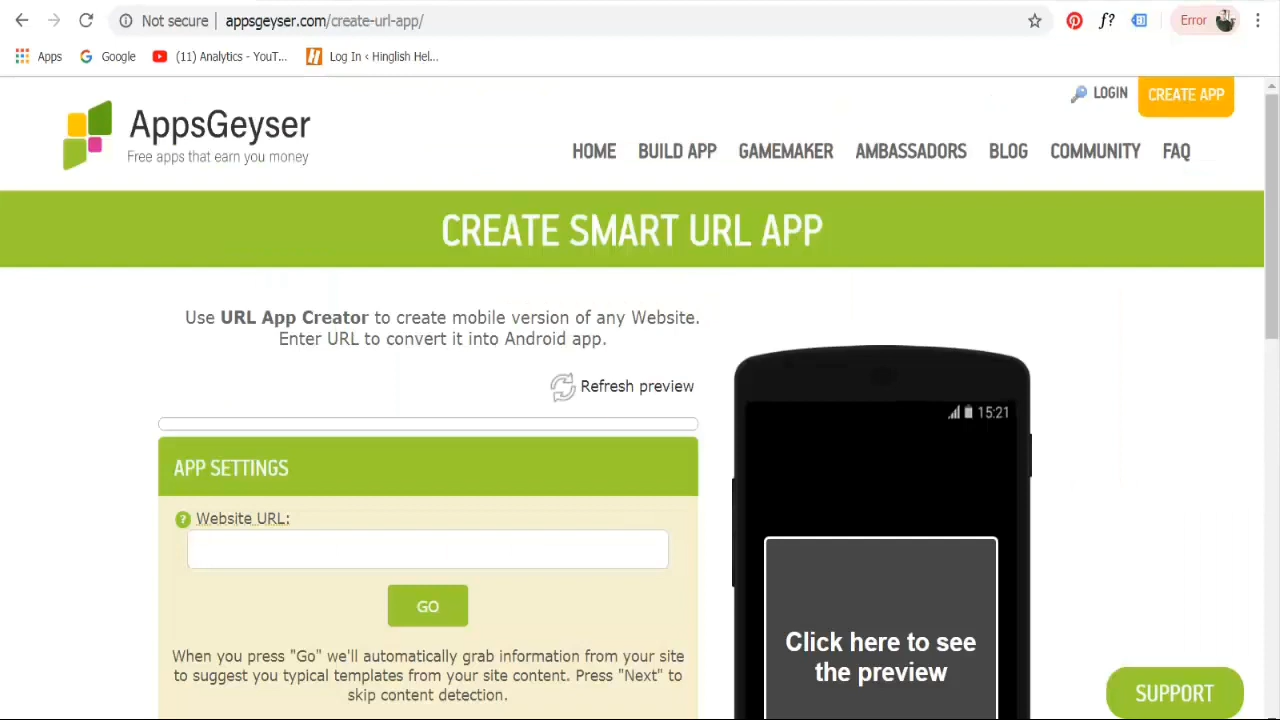 Not secure | appsgeyser.com/create-url-app/
f?
Error
Apps
Google
(11) Analytics - YouT...
Log In ‹ Hinglish Hel...
LOGIN
CREATE APP
AppsGeyser
Free apps that earn you money
HOME BUILD APP GAMEMAKER AMBASSADORS BLOG COMMUNITY FAQ
CREATE SMART URL APP
Use URL App Creator to create mobile version of any Website.
Enter URL to convert it into Android app.
Refresh preview
15:21
APP SETTINGS
? Website URL:
GO
When you press "Go" we'll automatically grab information from your site
to suggest you typical templates from your site content. Press "Next" to
skip content detection.
Click here to see
the preview
SUPPORT